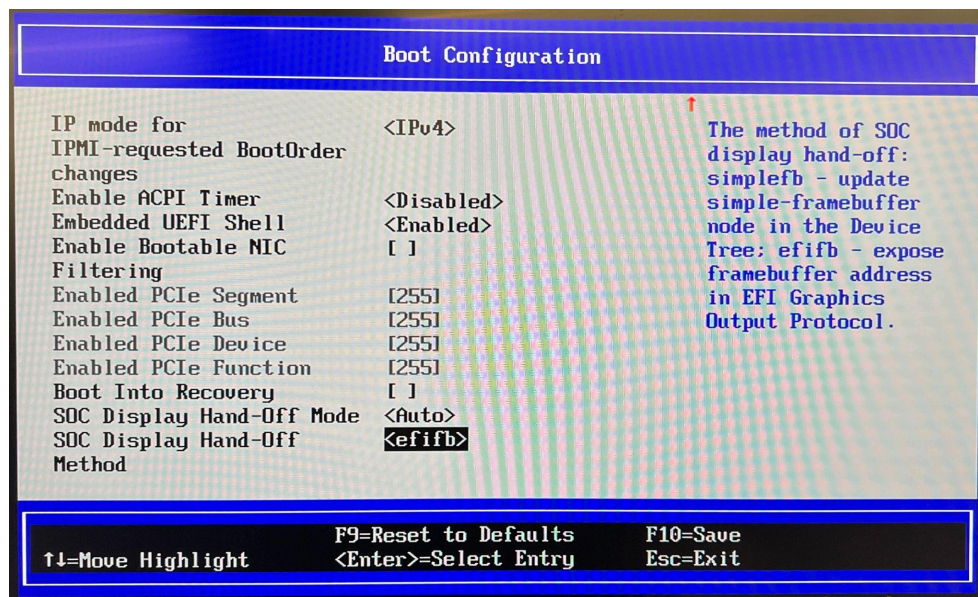 Boot Configuration
IP mode for <IPv4>
IPMI-requested BootOrder
changes
Enable ACPI Timer <Disabled>
Embedded UEFI Shell <Enabled>
Enable Bootable NIC [ ]
Filtering
Enabled PCIe Segment [255]
Enabled PCIe Bus [255]
Enabled PCIe Device [255]
Enabled PCIe Function [255]
Boot Into Recovery [ ]
SOC Display Hand-Off Mode <Auto>
SOC Display Hand-Off <efifb>
Method
↑
The method of SOC
display hand-off:
simplefb - update
simple-framebuffer
node in the Device
Tree; efifb - expose
framebuffer address
in EFI Graphics
Output Protocol.
F9=Reset to Defaults F10=Save
↑↓=Move Highlight <Enter>=Select Entry Esc=Exit